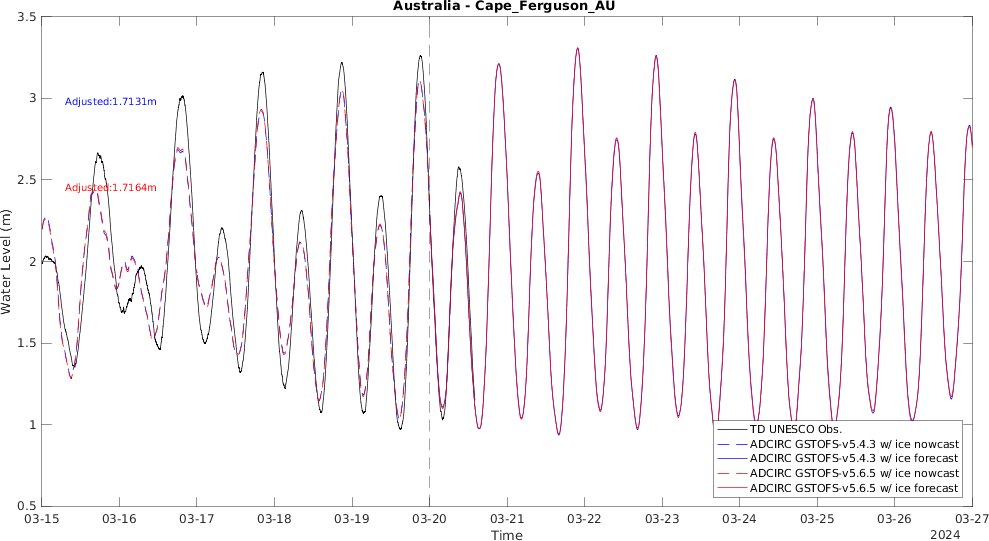 Australia - Cape_Ferguson_AU
3.5
3
2.5
2
1.5
1
0.5
Water Level (m)
Adjusted:1.7131m
Adjusted:1.7164m
TD UNESCO Obs.
ADCIRC GSTOFS-v5.4.3 w/ ice nowcast
ADCIRC GSTOFS-v5.4.3 w/ ice forecast
ADCIRC GSTOFS-v5.6.5 w/ ice nowcast
ADCIRC GSTOFS-v5.6.5 w/ ice forecast
03-15 03-16 03-17 03-18 03-19 03-20 03-21 03-22 03-23 03-24 03-25 03-26 03-27
Time
2024